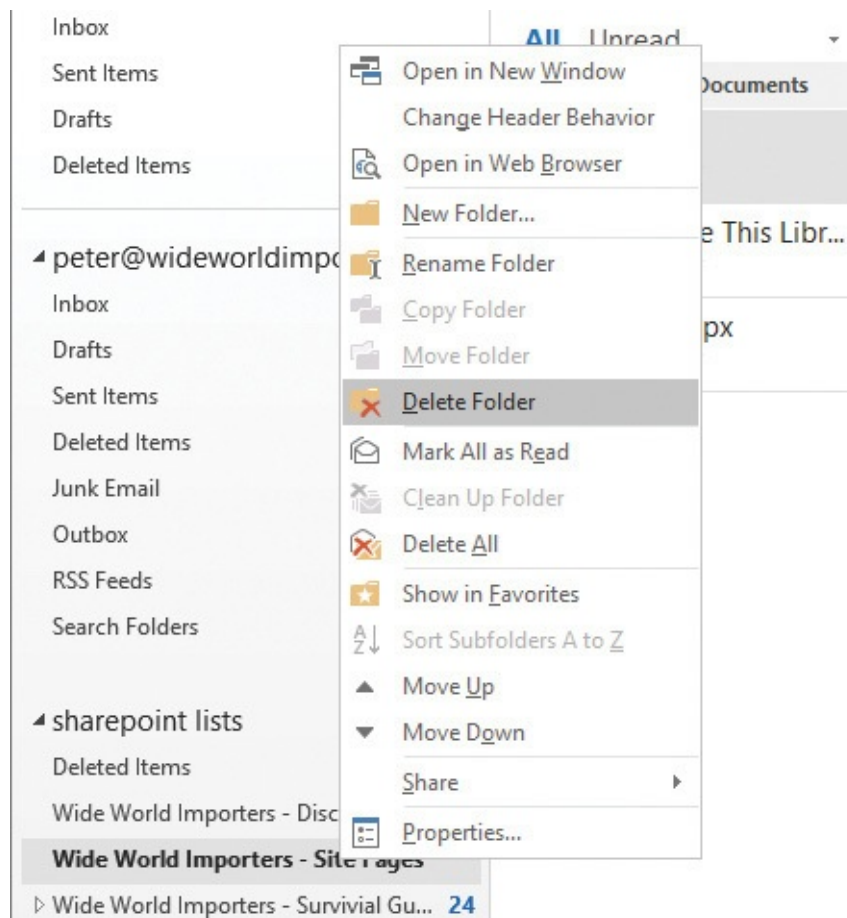 Inbox
Sent Items
Drafts
Deleted Items
peter@wideworldimpo
Inbox
Drafts
Sent Items
Deleted Items
Junk Email
Outbox
RSS Feeds
Search Folders
sharepoint lists
Deleted Items
Wide World Importers - Disc
Wide World Importers - Site Pages
Wide World Importers - Survivial Gu... 24
Open in New Window
Change Header Behavior
Open in Web Browser
New Folder...
Rename Folder
Copy Folder
Move Folder
Delete Folder
Mark All as Read
Clean Up Folder
Delete All
Show in Favorites
Sort Subfolders A to Z
Move Up
Move Down
Share
Properties...
All Unread
Documents
e This Libr...
px